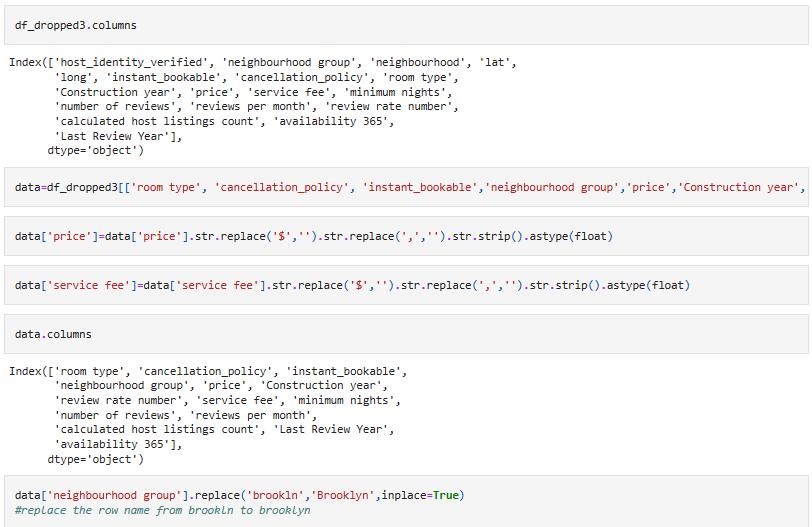 df_dropped3.columns
Index(['host_identity_verified', 'neighbourhood group', 'neighbourhood', 'lat',
'long', 'instant_bookable', 'cancellation_policy', 'room type',
'Construction year', 'price', 'service fee', 'minimum nights',
'number of reviews', 'reviews per month', 'review rate number',
'calculated host listings count', 'availability 365',
'Last Review Year'],
dtype='object')
data=df_dropped3[['room type', 'cancellation_policy', 'instant_bookable','neighbourhood group','price','Construction year',
data['price']=data['price'].str.replace('$','').str.replace(',','').str.strip().astype(float)
data['service fee']=data['service fee'].str.replace('$','').str.replace(',','').str.strip().astype(float)
data.columns
Index(['room type', 'cancellation_policy', 'instant_bookable',
'neighbourhood group', 'price', 'Construction year',
'review rate number', 'service fee', 'minimum nights',
'number of reviews', 'reviews per month',
'calculated host listings count', 'Last Review Year',
'availability 365'],
dtype='object')
data['neighbourhood group'].replace('brookln','Brooklyn',inplace=True)
#replace the row name from brookln to brooklyn